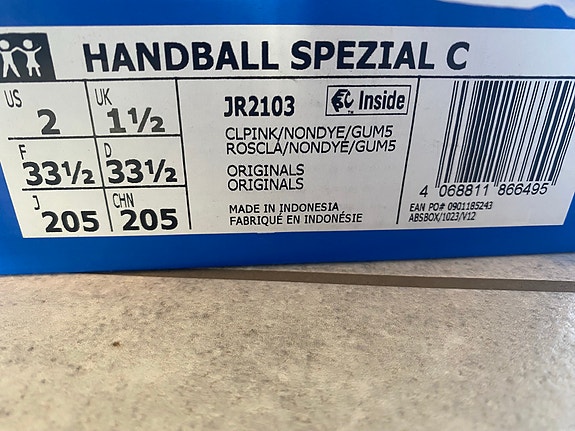 HANDBALL SPEZIAL C
US 2 UK 1½
F 33½ D 33½
J 205 CHN 205
JR2103
Inside
CLPINK/NONDYE/GUM5
ROSCLA/NONDYE/GUM5
ORIGINALS
ORIGINALS
MADE IN INDONESIA
FABRIQUÉ EN INDONÉSIE
4 068811 866495
EAN PO# 0901185243
ABSBOX/1023/V12